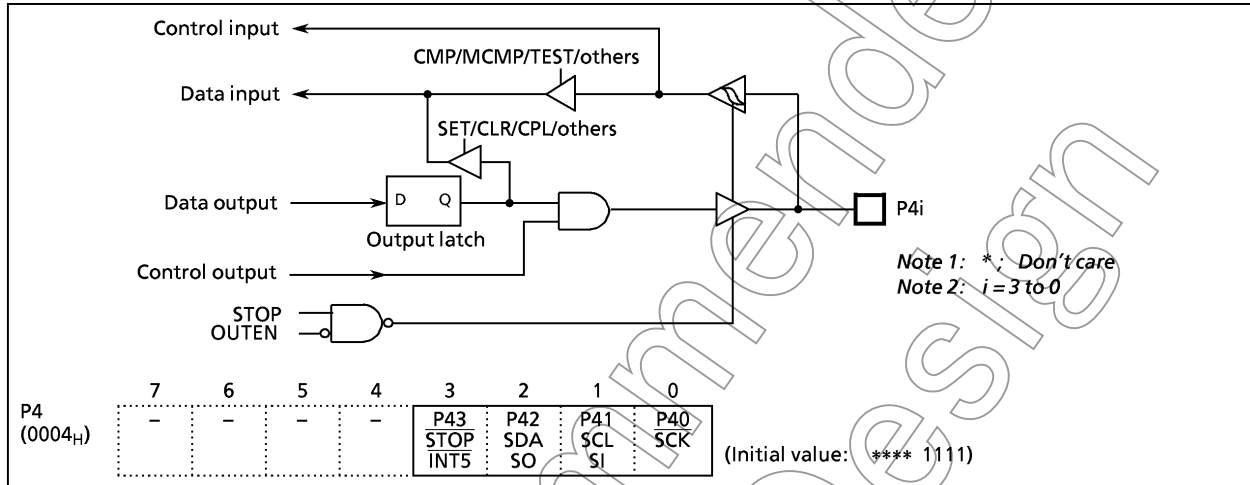 Control input
CMP/MCMP/TEST/others
Data input
SET/CLR/CPL/others
Data output
D Q
P4i
Output latch
Control output
Note 1: * ; Don't care
Note 2: i = 3 to 0
STOP
OUTEN
7 6 5 4 3 2 1 0
P4 – – – – P43 P42 P41 P40
(0004H) STOP SDA SCL SCK
INT5 SO SI
(Initial value: **** 1111)
mmende
esign